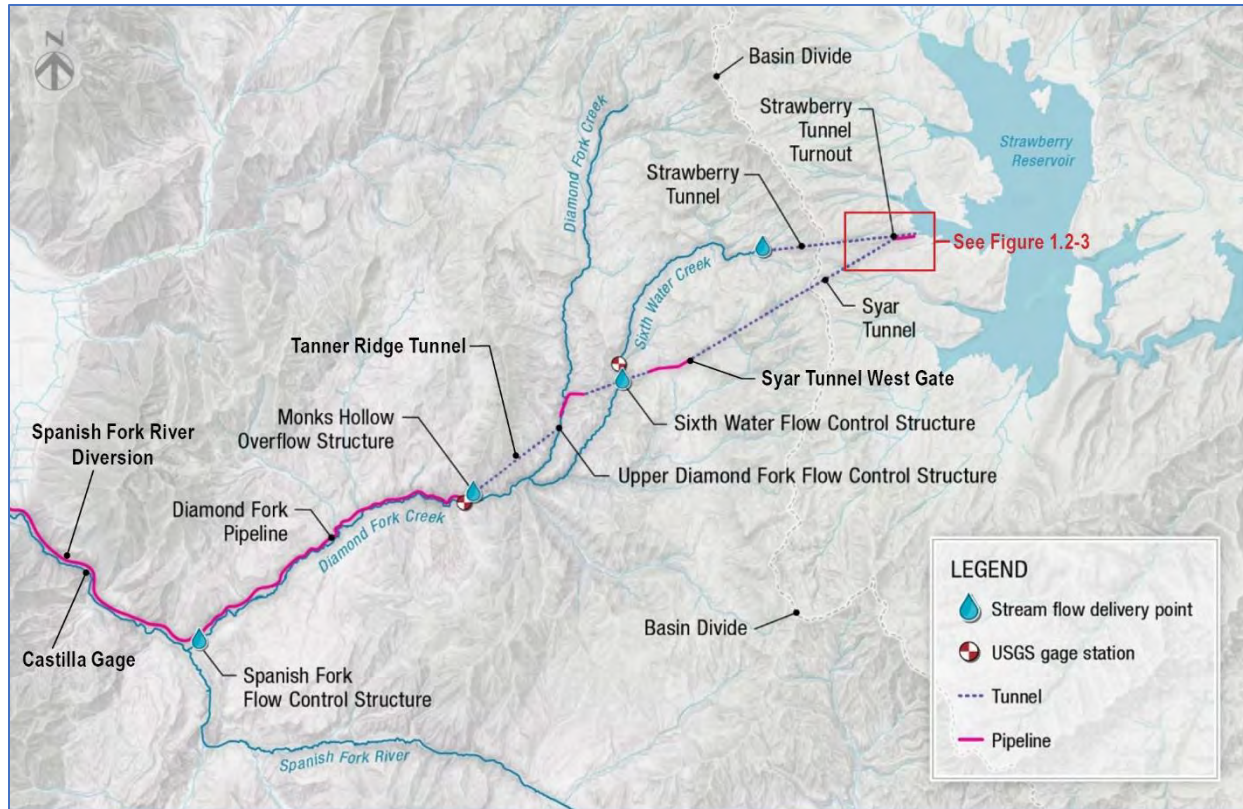 N
Basin Divide
Strawberry
Tunnel
Turnout
Strawberry
Reservoir
Diamond Fork Creek
Strawberry
Tunnel
See Figure 1.2-3
Sixth Water Creek
Syar
Tunnel
Tanner Ridge Tunnel
Syar Tunnel West Gate
Monks Hollow
Overflow Structure
Sixth Water Flow Control Structure
Spanish Fork River
Diversion
Upper Diamond Fork Flow Control Structure
Diamond Fork
Pipeline
Diamond Fork Creek
Castilla Gage
Basin Divide
Spanish Fork
Flow Control Structure
Spanish Fork River
LEGEND
Stream flow delivery point
USGS gage station
Tunnel
Pipeline